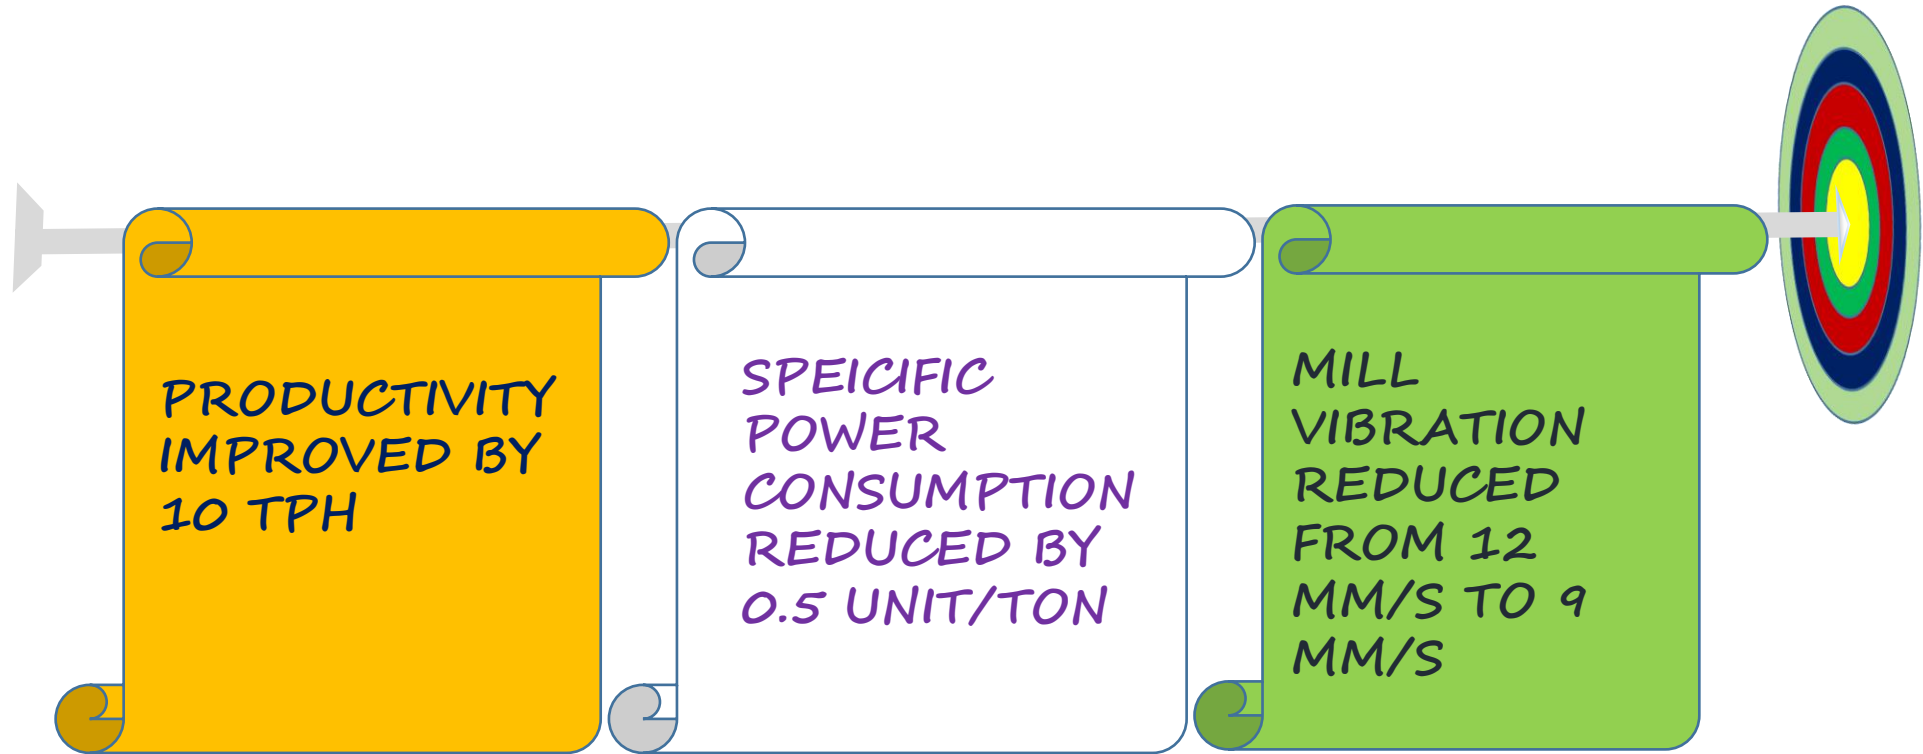 PRODUCTIVITY
IMPROVED BY
10 TPH
SPEICIFIC
POWER
CONSUMPTION
REDUCED BY
0.5 UNIT/TON
MILL
VIBRATION
REDUCED
FROM 12
MM/S TO 9
MM/S